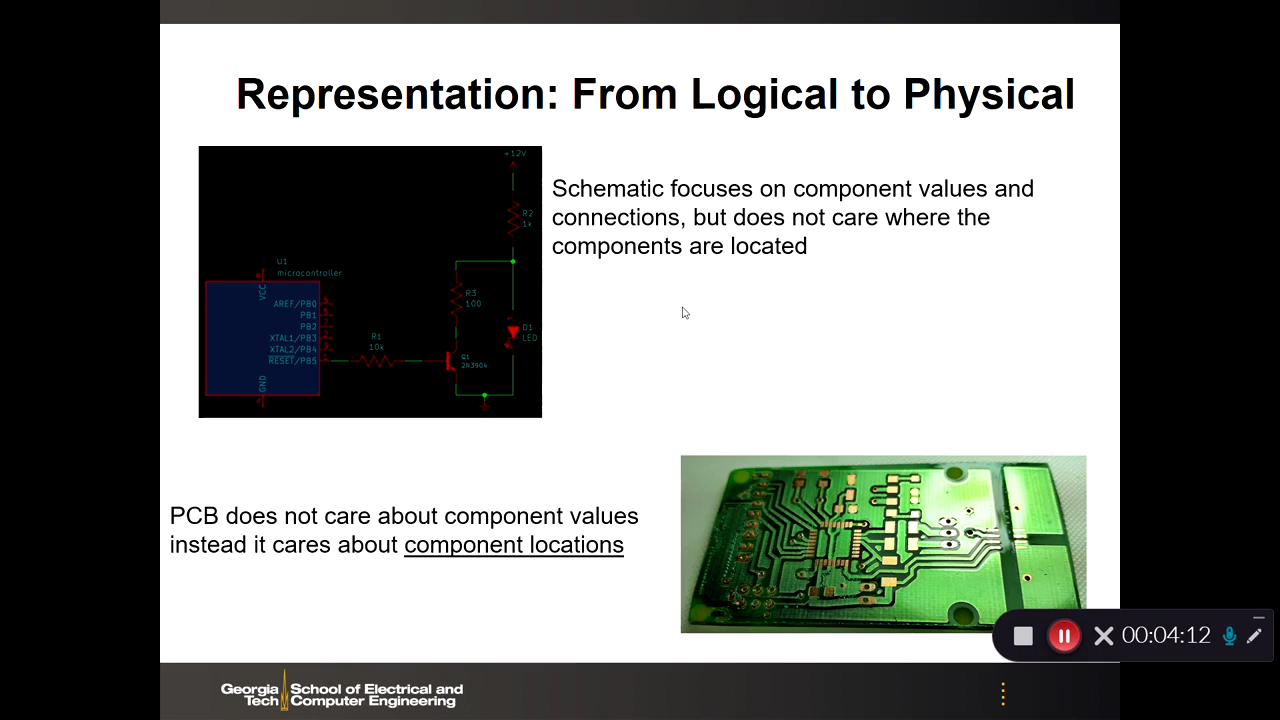 Representation: From Logical to Physical
+12V
R2
1k
Schematic focuses on component values and
connections, but does not care where the
components are located
U1
microcontroller
VCC
AREF/PB0
PB1
PB2
XTAL1/PB3
XTAL2/PB4
RESET/PB5
GND
R1
10k
R3
100
Q1
2N3904
D1
LED
PCB does not care about component values
instead it cares about component locations
00:04:12
Georgia Tech
School of Electrical and
Computer Engineering